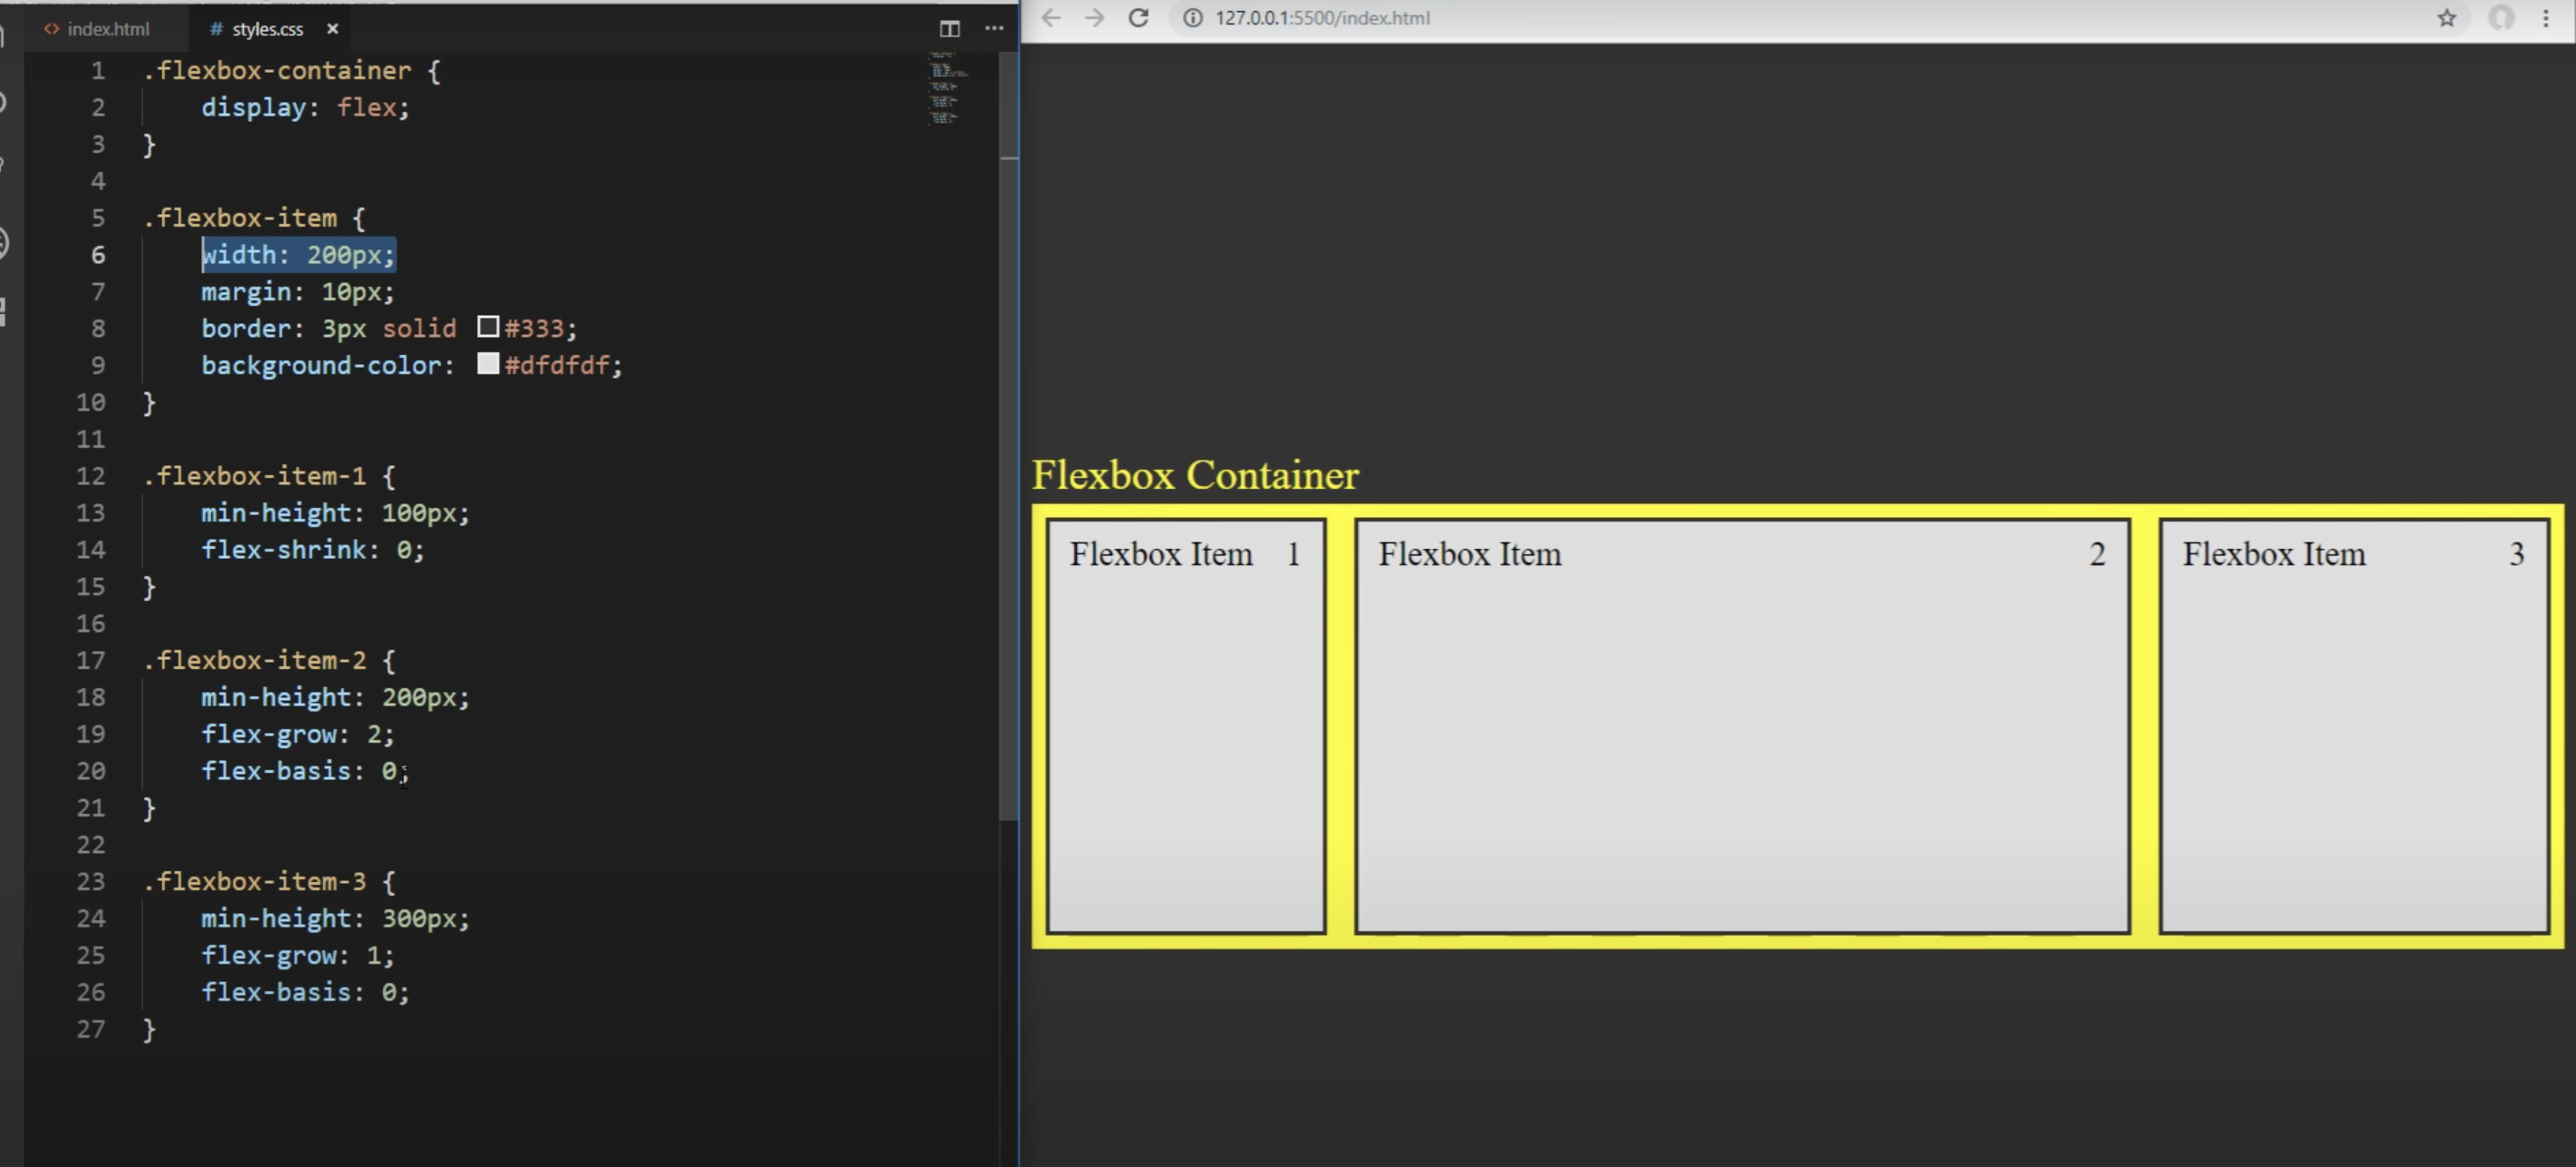 index.html
styles.css
127.0.0.1:5500/index.html
1 .flexbox-container {
2 display: flex;
3 }
4
5 .flexbox-item {
6 width: 200px;
7 margin: 10px;
8 border: 3px solid #333;
9 background-color: #dfdfdf;
10 }
11
12 .flexbox-item-1 {
13 min-height: 100px;
14 flex-shrink: 0;
15 }
16
17 .flexbox-item-2 {
18 min-height: 200px;
19 flex-grow: 2;
20 flex-basis: 0;
21 }
22
23 .flexbox-item-3 {
24 min-height: 300px;
25 flex-grow: 1;
26 flex-basis: 0;
27 }
Flexbox Container
Flexbox Item 1
Flexbox Item 2
Flexbox Item 3